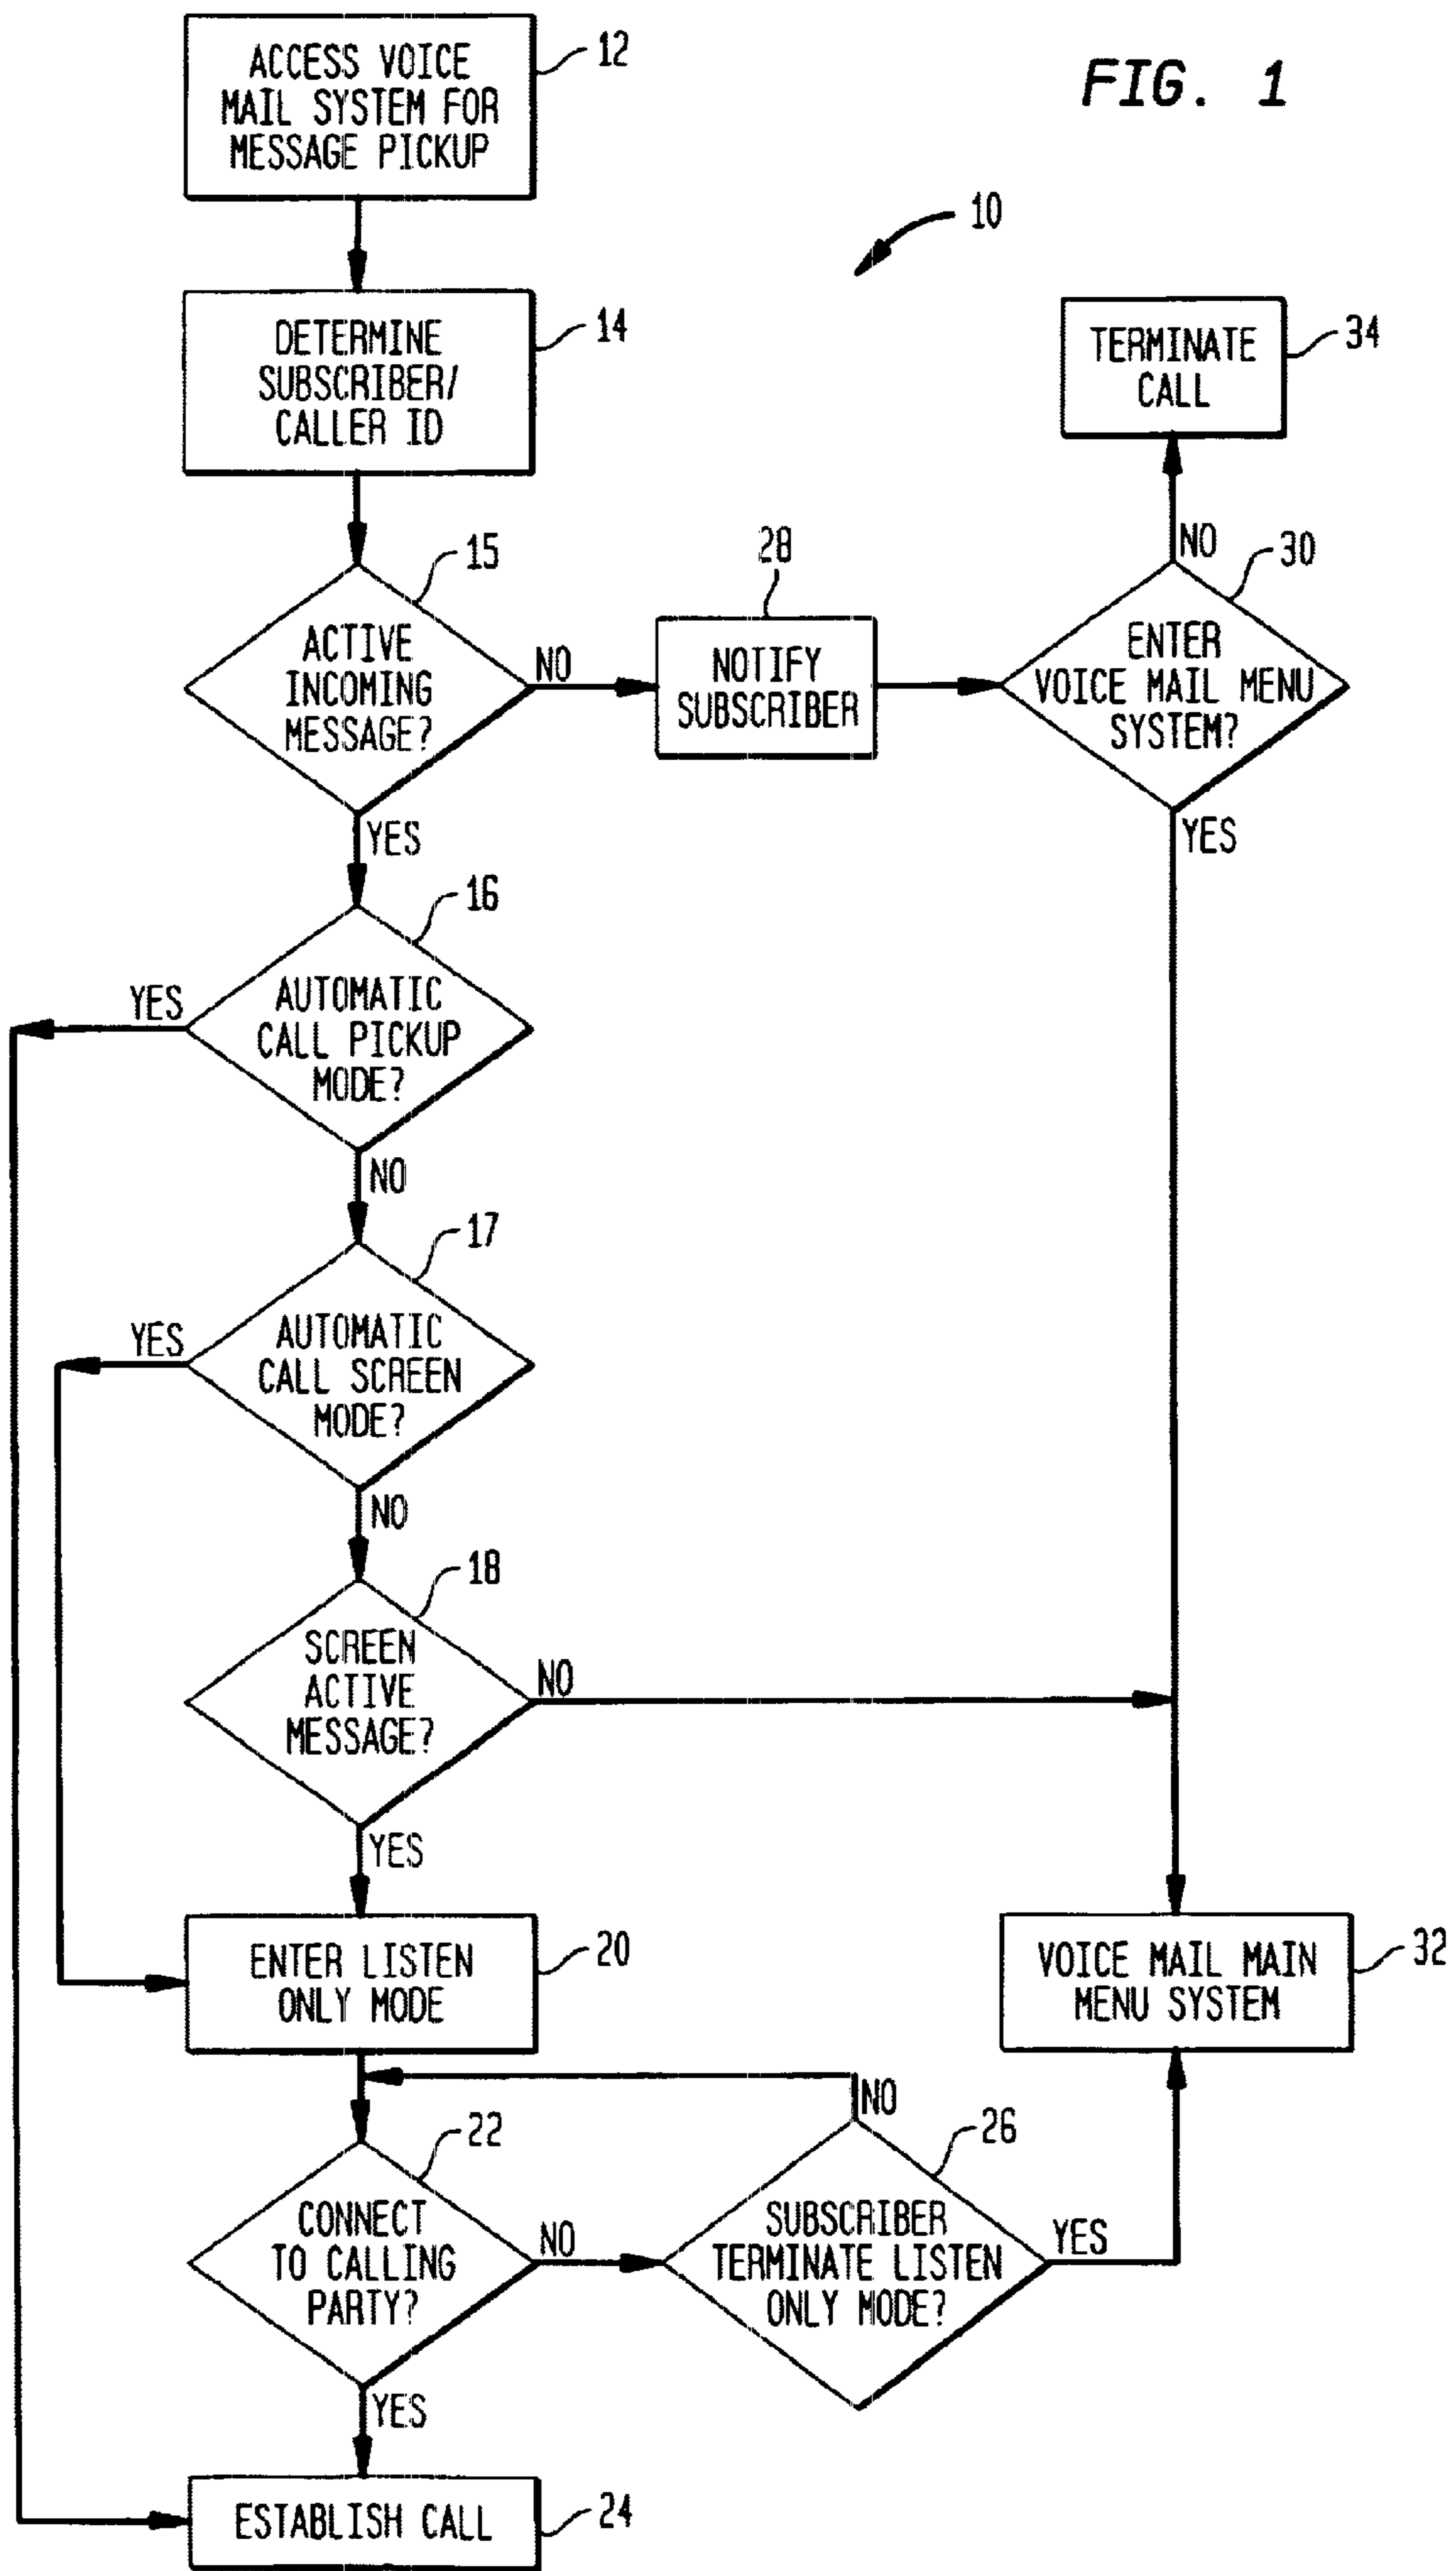 FIG. 1
10
ACCESS VOICE
MAIL SYSTEM FOR
MESSAGE PICKUP
12
DETERMINE
SUBSCRIBER/
CALLER ID
14
ACTIVE
INCOMING
MESSAGE?
15
NO
YES
NOTIFY
SUBSCRIBER
28
ENTER
VOICE MAIL MENU
SYSTEM?
30
NO
YES
TERMINATE
CALL
34
AUTOMATIC
CALL PICKUP
MODE?
16
YES
NO
AUTOMATIC
CALL SCREEN
MODE?
17
YES
NO
SCREEN
ACTIVE
MESSAGE?
18
NO
YES
ENTER LISTEN
ONLY MODE
20
VOICE MAIL MAIN
MENU SYSTEM
32
CONNECT
TO CALLING
PARTY?
22
NO
YES
SUBSCRIBER
TERMINATE LISTEN
ONLY MODE?
26
NO
YES
ESTABLISH CALL
24